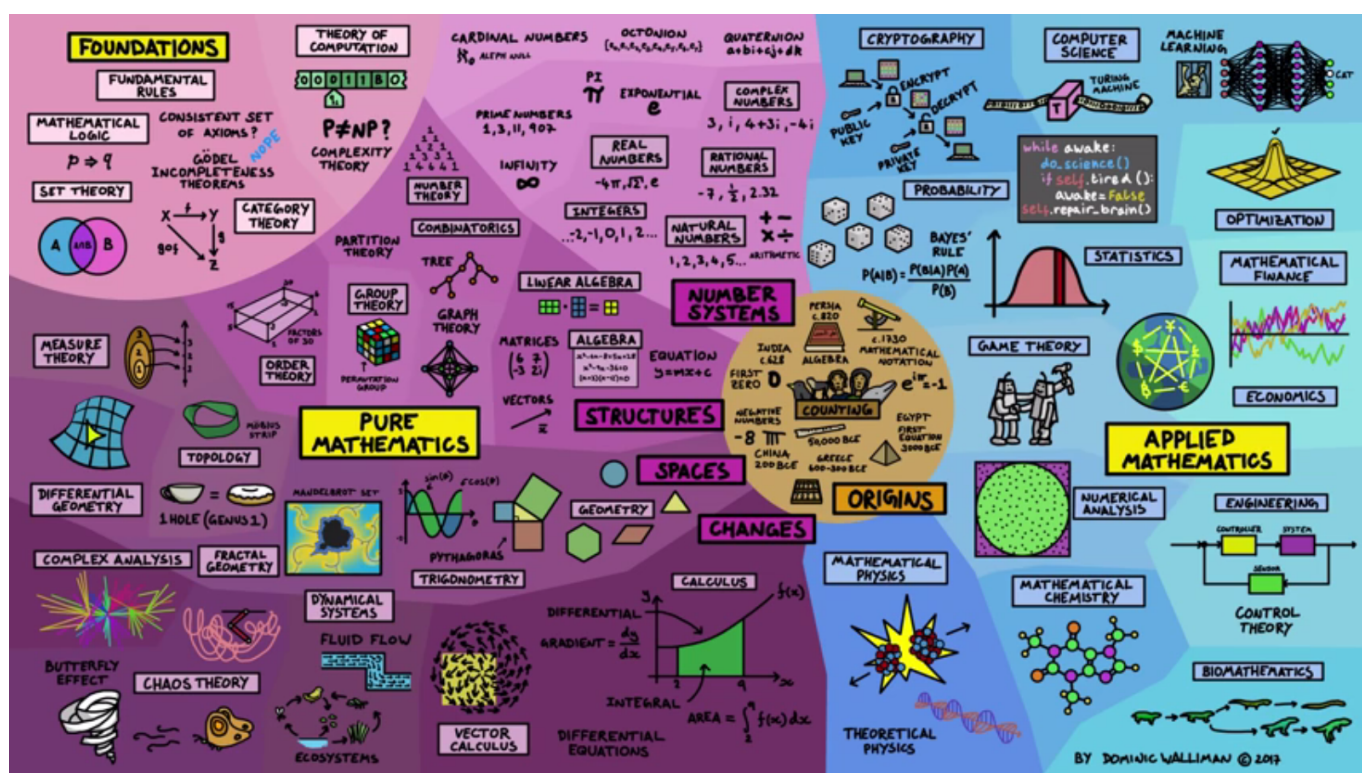 FOUNDATIONS
FUNDAMENTAL
RULES
MATHEMATICAL
LOGIC
p ⇒ q
CONSISTENT SET
OF AXIOMS?
NOPE
GÖDEL
INCOMPLETENESS
THEOREMS
SET THEORY
A
A∩B
B
X
f
Y
g
gof
Z
CATEGORY
THEORY
THEORY OF
COMPUTATION
P≠NP?
COMPLEXITY
THEORY
CARDINAL NUMBERS
ALEPH NULL
OCTONION
QUATERNION
a+bi+cj+dk
PI
π
EXPONENTIAL
e
COMPLEX
NUMBERS
3, i, 4+3i, -4i
PRIME NUMBERS
1, 3, 11, 907
INFINITY
∞
REAL
NUMBERS
-4π, √2, e
RATIONAL
NUMBERS
-7, ½, 2.32
INTEGERS
...-2,-1,0,1,2...
NATURAL
NUMBERS
1,2,3,4,5...
+ −
× ÷
ARITHMETIC
NUMBER
THEORY
COMBINATORICS
PARTITION
THEORY
TREE
GROUP
THEORY
PERMUTATION
GROUP
GRAPH
THEORY
FACTORS
OF 30
ORDER
THEORY
LINEAR ALGEBRA
MATRICES
(6 7
-3 2i)
VECTORS
ALGEBRA
EQUATION
y=mx+c
NUMBER
SYSTEMS
STRUCTURES
PURE
MATHEMATICS
SPACES
CHANGES
MEASURE
THEORY
MÖBIUS
STRIP
TOPOLOGY
=
1 HOLE (GENUS 1)
DIFFERENTIAL
GEOMETRY
MANDELBROT SET
FRACTAL
GEOMETRY
COMPLEX ANALYSIS
sin(θ)
cos(θ)
θ
PYTHAGORAS
TRIGONOMETRY
GEOMETRY
DYNAMICAL
SYSTEMS
FLUID FLOW
ECOSYSTEMS
BUTTERFLY
EFFECT
CHAOS THEORY
VECTOR
CALCULUS
CALCULUS
DIFFERENTIAL
GRADIENT = dy
dx
INTEGRAL
y
f(x)
2
4
x
AREA = ∫ f(x) dx
DIFFERENTIAL
EQUATIONS
ORIGINS
PERSIA
c.820
ALGEBRA
c.1730
MATHEMATICAL
NOTATION
INDIA
c.628
FIRST
ZERO
0
COUNTING
NEGATIVE
NUMBERS
-8
CHINA
200 BCE
50,000 BCE
GREECE
600-300 BCE
EGYPT
FIRST
EQUATION
3000 BCE
CRYPTOGRAPHY
ENCRYPT
DECRYPT
PUBLIC
KEY
PRIVATE
KEY
COMPUTER
SCIENCE
T
TURING
MACHINE
MACHINE
LEARNING
CAT
while awake:
do_science()
if self.tired():
awake=False
self.repair_brain()
PROBABILITY
BAYES'
RULE
P(A|B) = P(B|A)P(A)
P(B)
STATISTICS
OPTIMIZATION
MATHEMATICAL
FINANCE
ECONOMICS
GAME THEORY
APPLIED
MATHEMATICS
NUMERICAL
ANALYSIS
ENGINEERING
CONTROLLER
SYSTEM
SENSOR
CONTROL
THEORY
MATHEMATICAL
PHYSICS
THEORETICAL
PHYSICS
MATHEMATICAL
CHEMISTRY
BIOMATHEMATICS
BY DOMINIC WALLIMAN © 2017